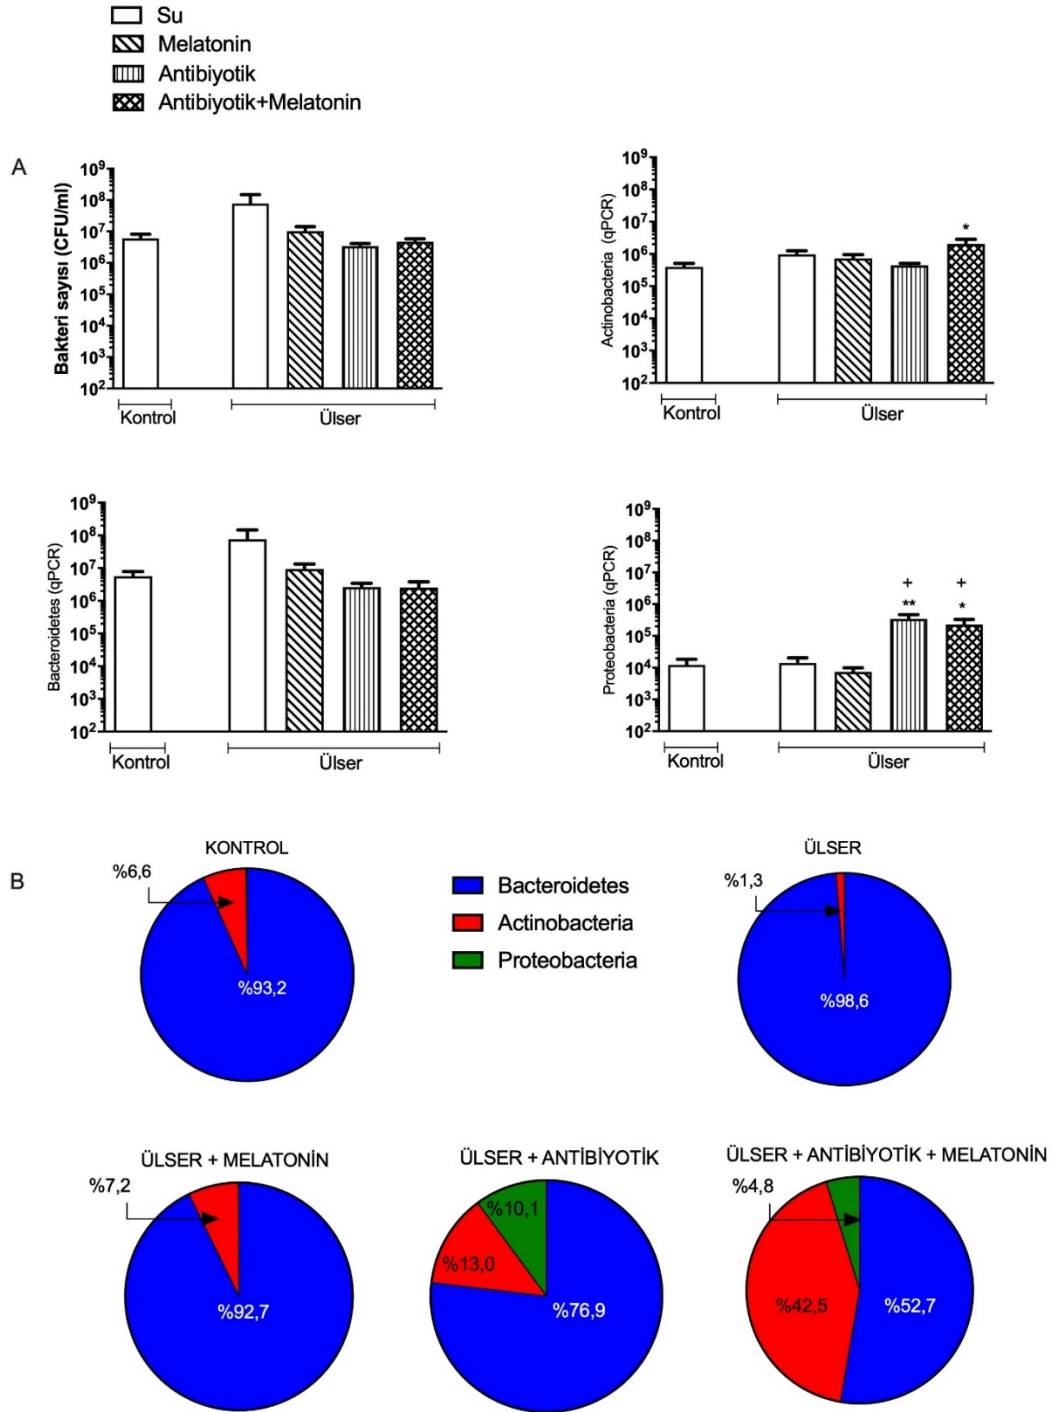 Su
Melatonin
Antibiyotik
Antibiyotik+Melatonin
A
Bakteri sayısı (CFU/ml)
10⁹
10⁸
10⁷
10⁶
10⁵
10⁴
10³
10²
Kontrol
Ülser
Actinobacteria (qPCR)
10⁹
10⁸
10⁷
10⁶
10⁵
10⁴
10³
10²
*
Kontrol
Ülser
Bacteroidetes (qPCR)
10⁹
10⁸
10⁷
10⁶
10⁵
10⁴
10³
10²
Kontrol
Ülser
Proteobacteria (qPCR)
10⁹
10⁸
10⁷
10⁶
10⁵
10⁴
10³
10²
+ +
** *
Kontrol
Ülser
B
KONTROL
%6,6
%93,2
Bacteroidetes
Actinobacteria
Proteobacteria
ÜLSER
%1,3
%98,6
ÜLSER + MELATONİN
%7,2
%92,7
ÜLSER + ANTİBİYOTİK
%10,1
%13,0
%76,9
ÜLSER + ANTİBİYOTİK + MELATONİN
%4,8
%42,5
%52,7